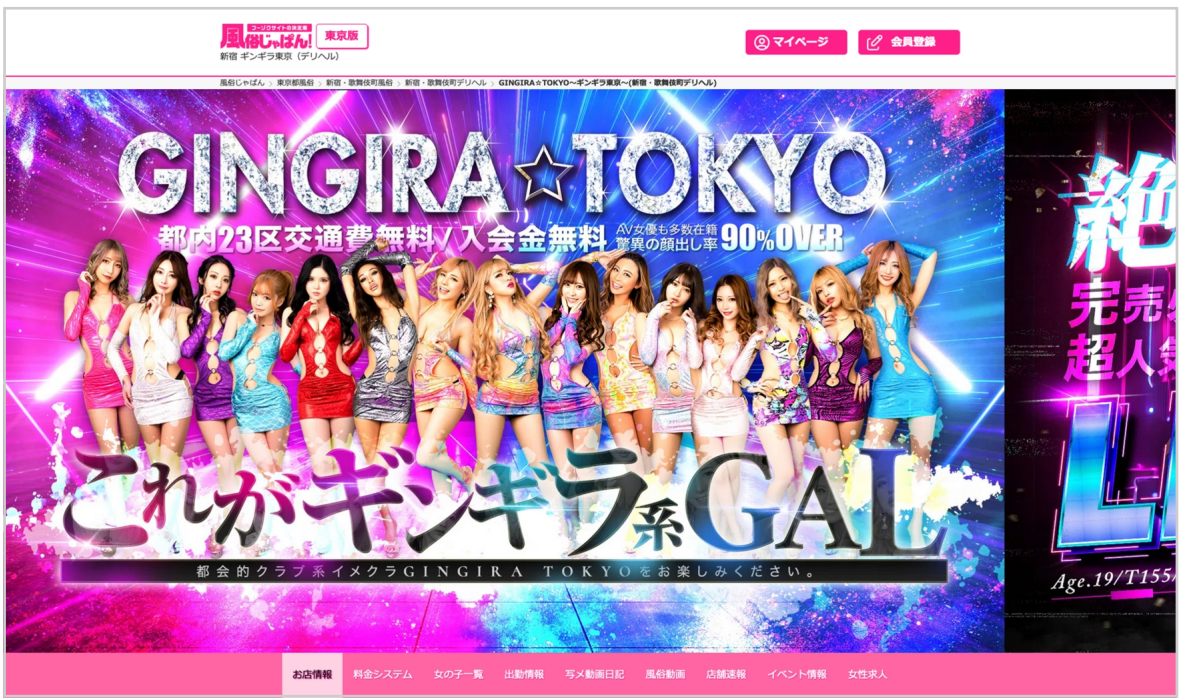 フーゾクサイトの決定版
風俗じゃぱん!
東京版
新宿 ギンギラ東京（デリヘル）
マイページ
会員登録
風俗じゃぱん > 東京都風俗 > 新宿・歌舞伎町風俗 > 新宿・歌舞伎町デリヘル > GINGIRA☆TOKYO～ギンギラ東京～(新宿・歌舞伎町デリヘル)
GINGIRA☆TOKYO
都内23区交通費無料/入会金無料
AV女優も多数在籍
驚異の顔出し率 90%OVER
これがギンギラ系GAL
都会的クラブ系イメクラGINGIRA TOKYOをお楽しみください。
絶
完売
超人
Age.19/T155
お店情報
料金システム
女の子一覧
出勤情報
写メ動画日記
風俗動画
店舗速報
イベント情報
女性求人